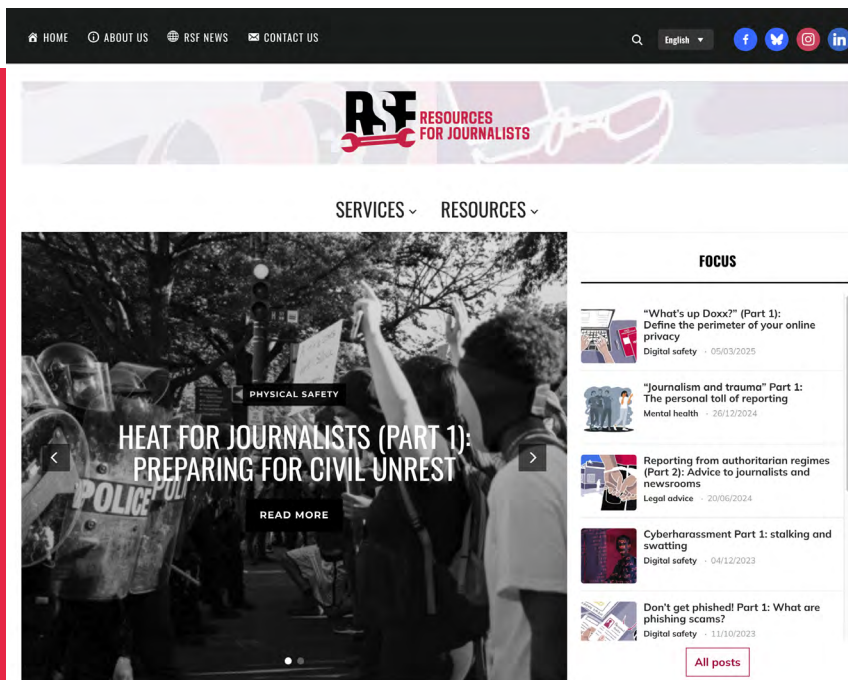 HOME ABOUT US RSF NEWS CONTACT US
English
RSF RESOURCES
FOR JOURNALISTS
SERVICES RESOURCES
PHYSICAL SAFETY
HEAT FOR JOURNALISTS (PART 1):
PREPARING FOR CIVIL UNREST
READ MORE
POLICE
FOCUS
“What’s up Doxx?” (Part 1):
Define the perimeter of your online
privacy
Digital safety · 05/03/2025
“Journalism and trauma” Part 1:
The personal toll of reporting
Mental health · 26/12/2024
Reporting from authoritarian regimes
(Part 2): Advice to journalists and
newsrooms
Legal advice · 20/06/2024
Cyberharassment Part 1: stalking and
swatting
Digital safety · 04/12/2023
Don’t get phished! Part 1: What are
phishing scams?
Digital safety · 11/10/2023
All posts